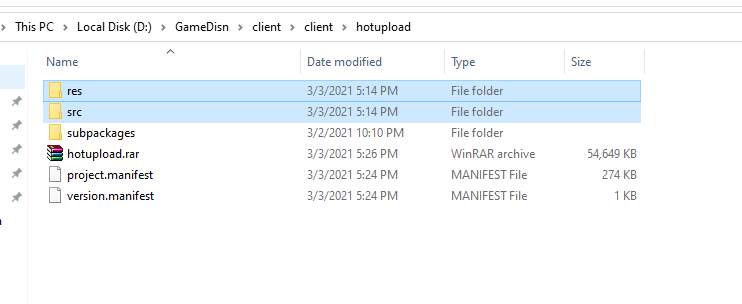 This PC > Local Disk (D:) > GameDisn > client > client > hotupload
Name Date modified Type Size
res 3/3/2021 5:14 PM File folder
src 3/3/2021 5:14 PM File folder
subpackages 3/2/2021 10:10 PM File folder
hotupload.rar 3/3/2021 5:26 PM WinRAR archive 54,649 KB
project.manifest 3/3/2021 5:24 PM MANIFEST File 274 KB
version.manifest 3/3/2021 5:24 PM MANIFEST File 1 KB